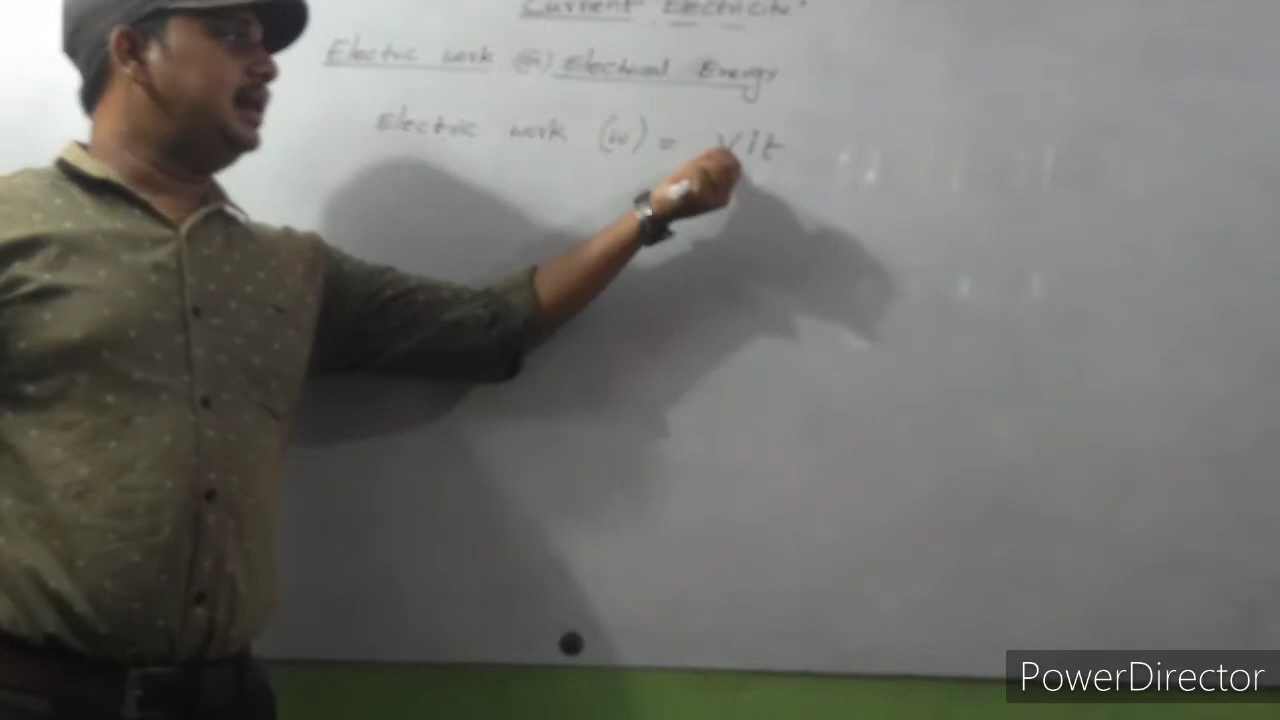 Current Electricity
Electric work (or) Electrical Energy
Electric work (w) = Vit
PowerDirector